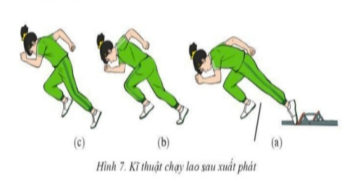 (c) (b) (a)
Hình 7. Kĩ thuật chạy lao sau xuất phát